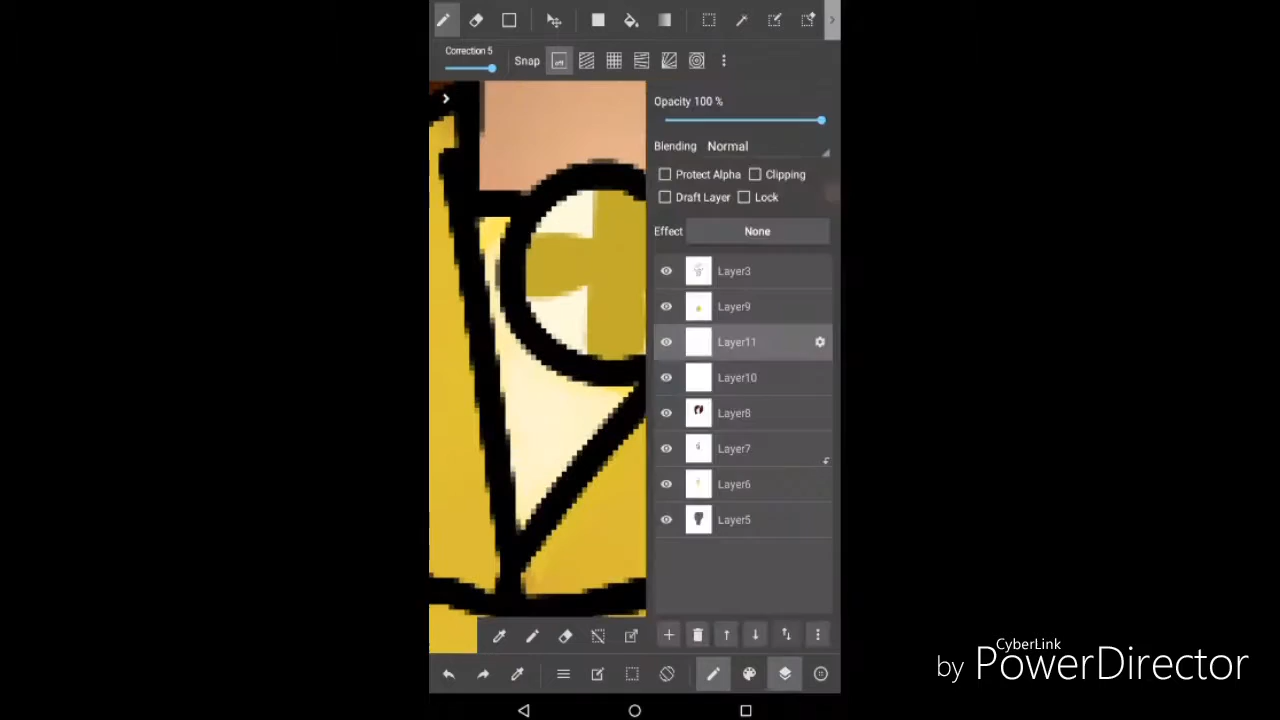 Correction 5
Snap
Opacity 100 %
Blending Normal
Protect Alpha Clipping
Draft Layer Lock
Effect None
Layer3
Layer9
Layer11
Layer10
Layer8
Layer7
Layer6
Layer5
CyberLink
by PowerDirector